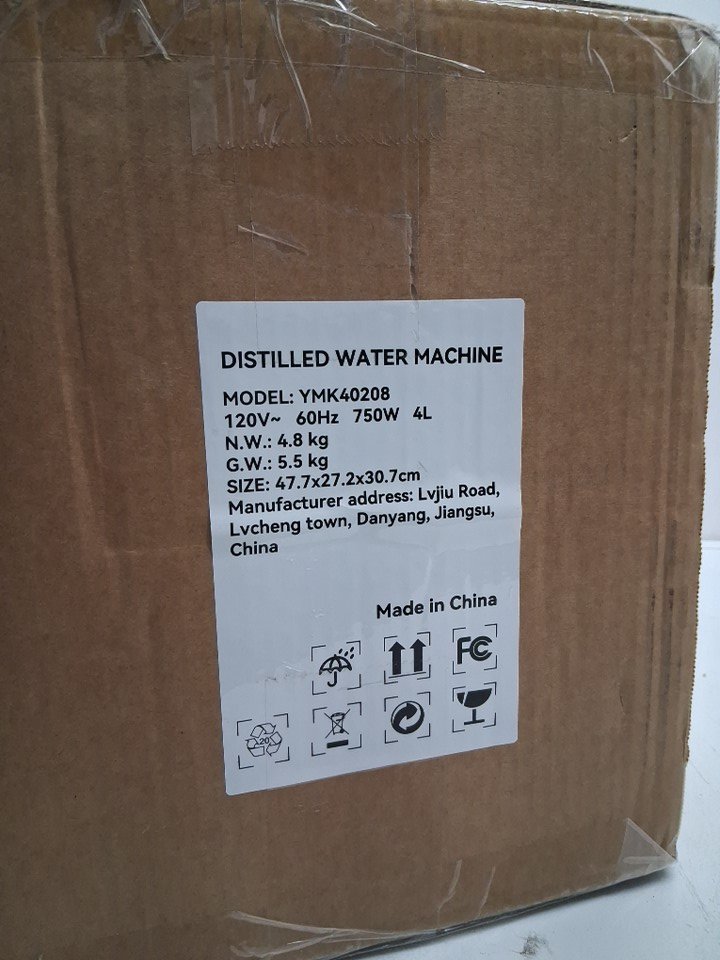 DISTILLED WATER MACHINE
MODEL: YMK40208
120V~ 60Hz 750W 4L
N.W.: 4.8 kg
G.W.: 5.5 kg
SIZE: 47.7x27.2x30.7cm
Manufacturer address: Lvjiu Road,
Lvcheng town, Danyang, Jiangsu,
China
Made in China
FC
20